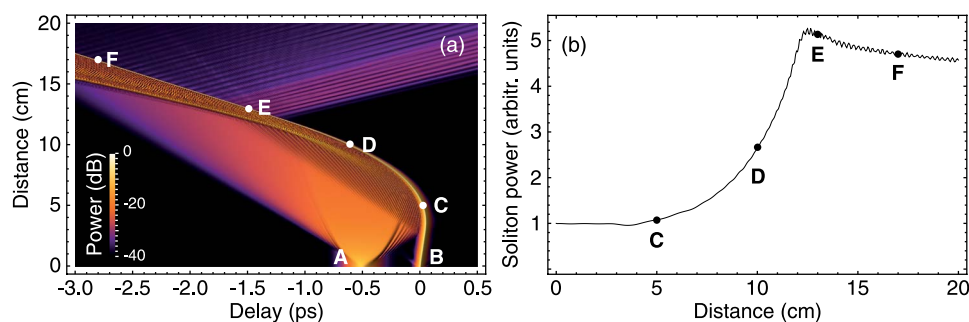 (a)
F
E
D
C
A
B
0
-20
-40
Power (dB)
20
15
10
5
0
Distance (cm)
-3.0 -2.5 -2.0 -1.5 -1.0 -0.5 0.0 0.5
Delay (ps)
(b)
E
F
D
C
5
4
3
2
1
Soliton power (arbitr. units)
0 5 10 15 20
Distance (cm)